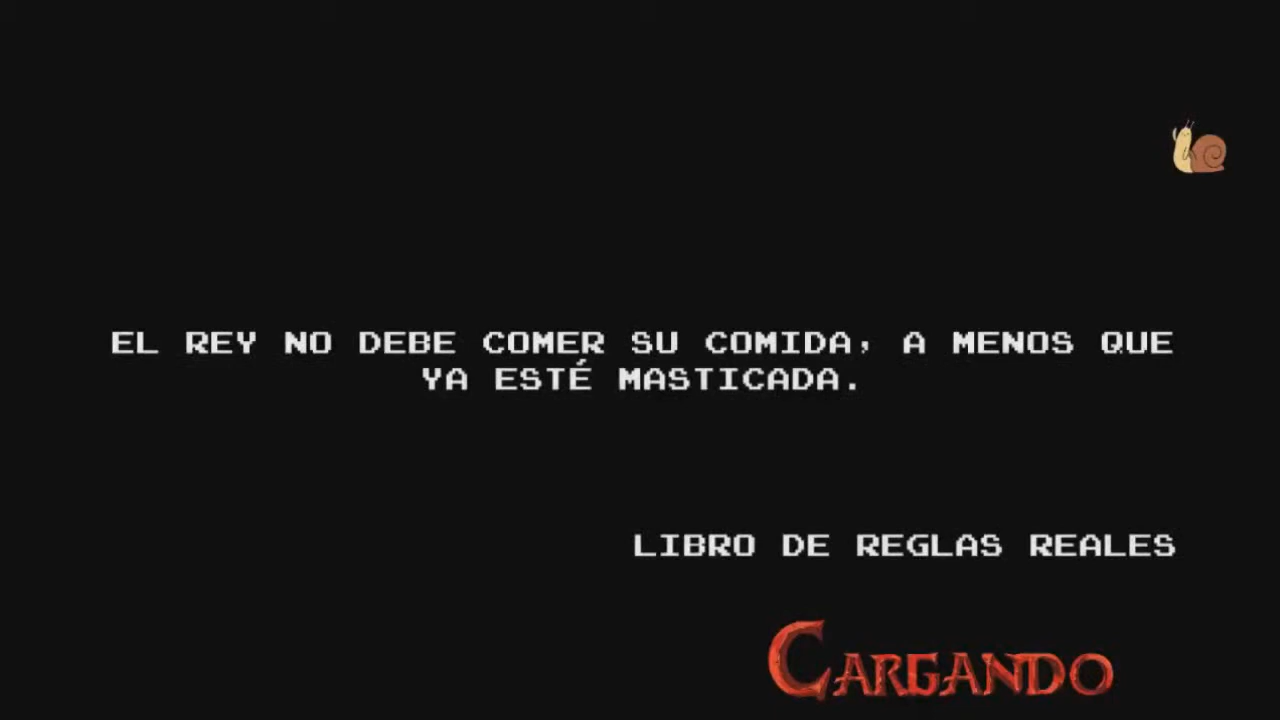 EL REY NO DEBE COMER SU COMIDA, A MENOS QUE
YA ESTÉ MASTICADA.
LIBRO DE REGLAS REALES
CARGANDO